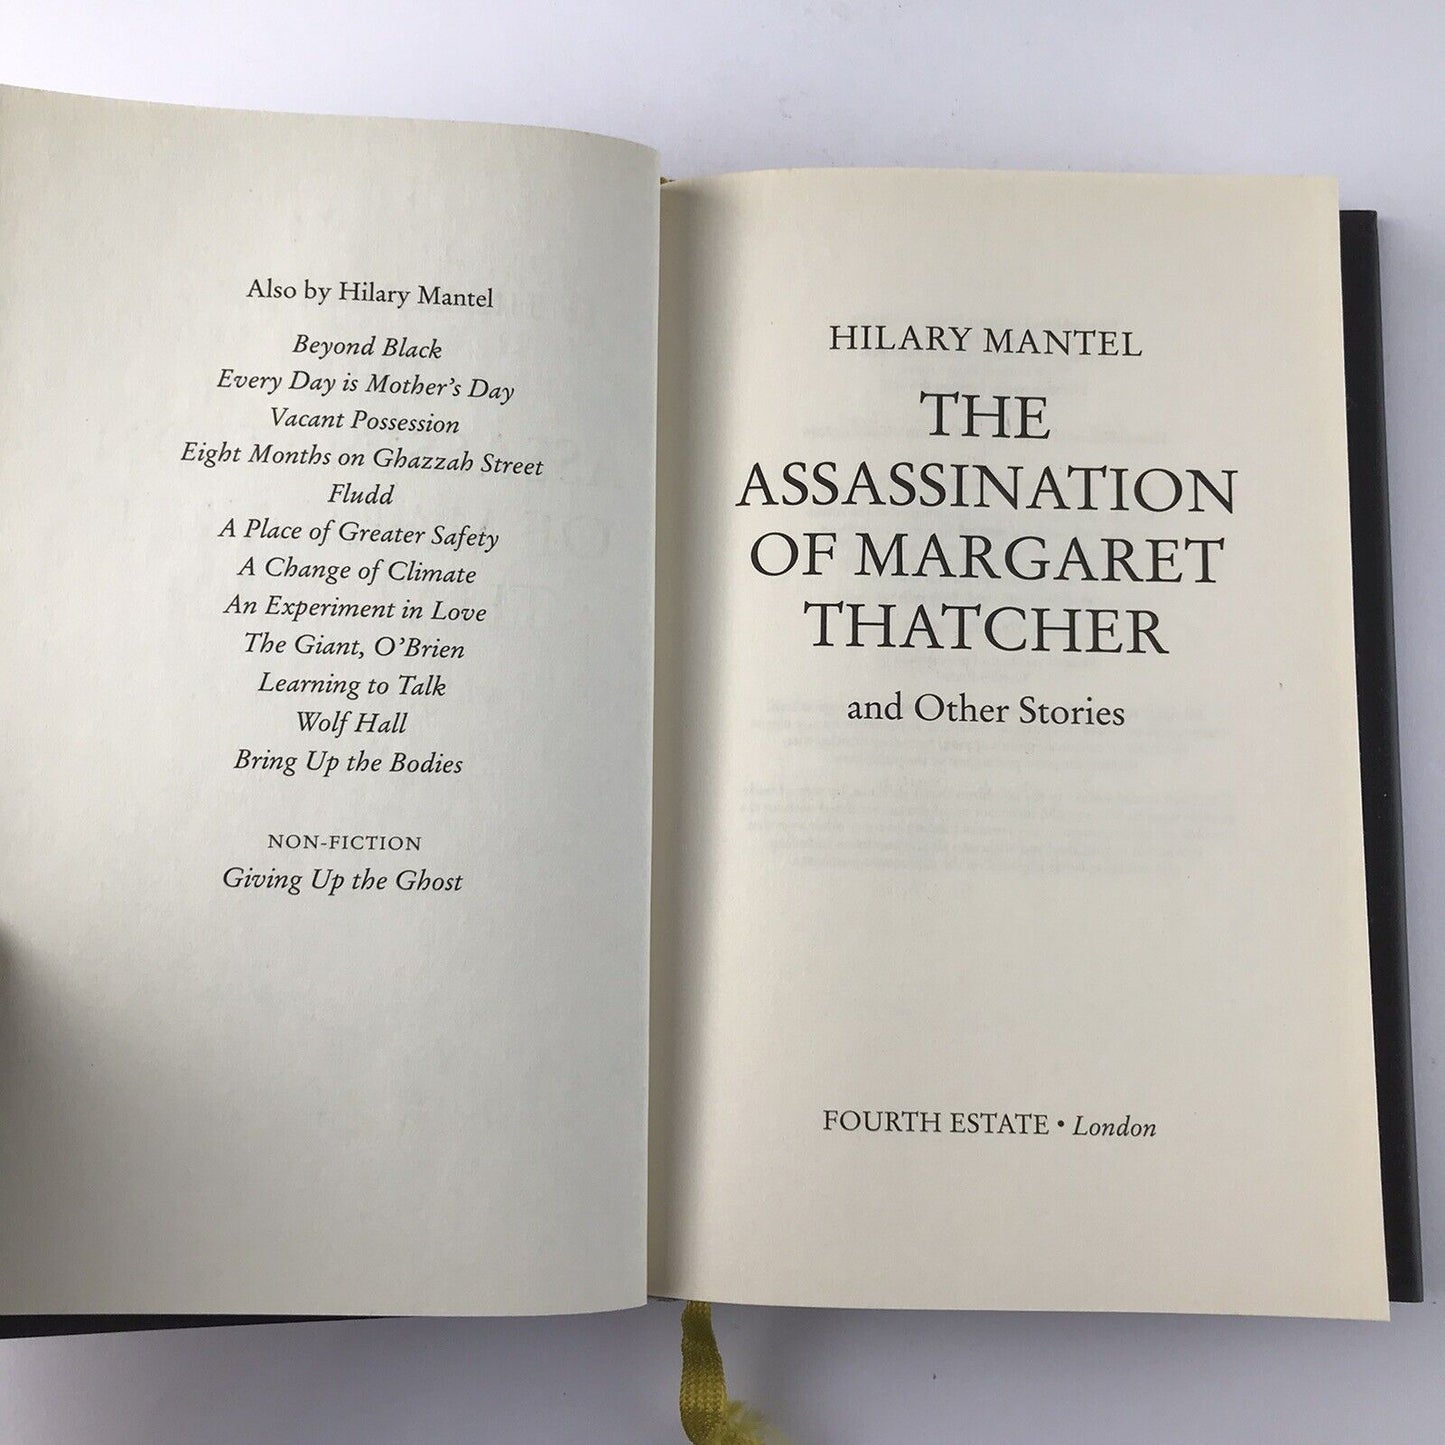 Also by Hilary Mantel
Beyond Black
Every Day is Mother's Day
Vacant Possession
Eight Months on Ghazzah Street
Fludd
A Place of Greater Safety
A Change of Climate
An Experiment in Love
The Giant, O'Brien
Learning to Talk
Wolf Hall
Bring Up the Bodies
NON-FICTION
Giving Up the Ghost
HILARY MANTEL
THE
ASSASSINATION
OF MARGARET
THATCHER
and Other Stories
FOURTH ESTATE • London